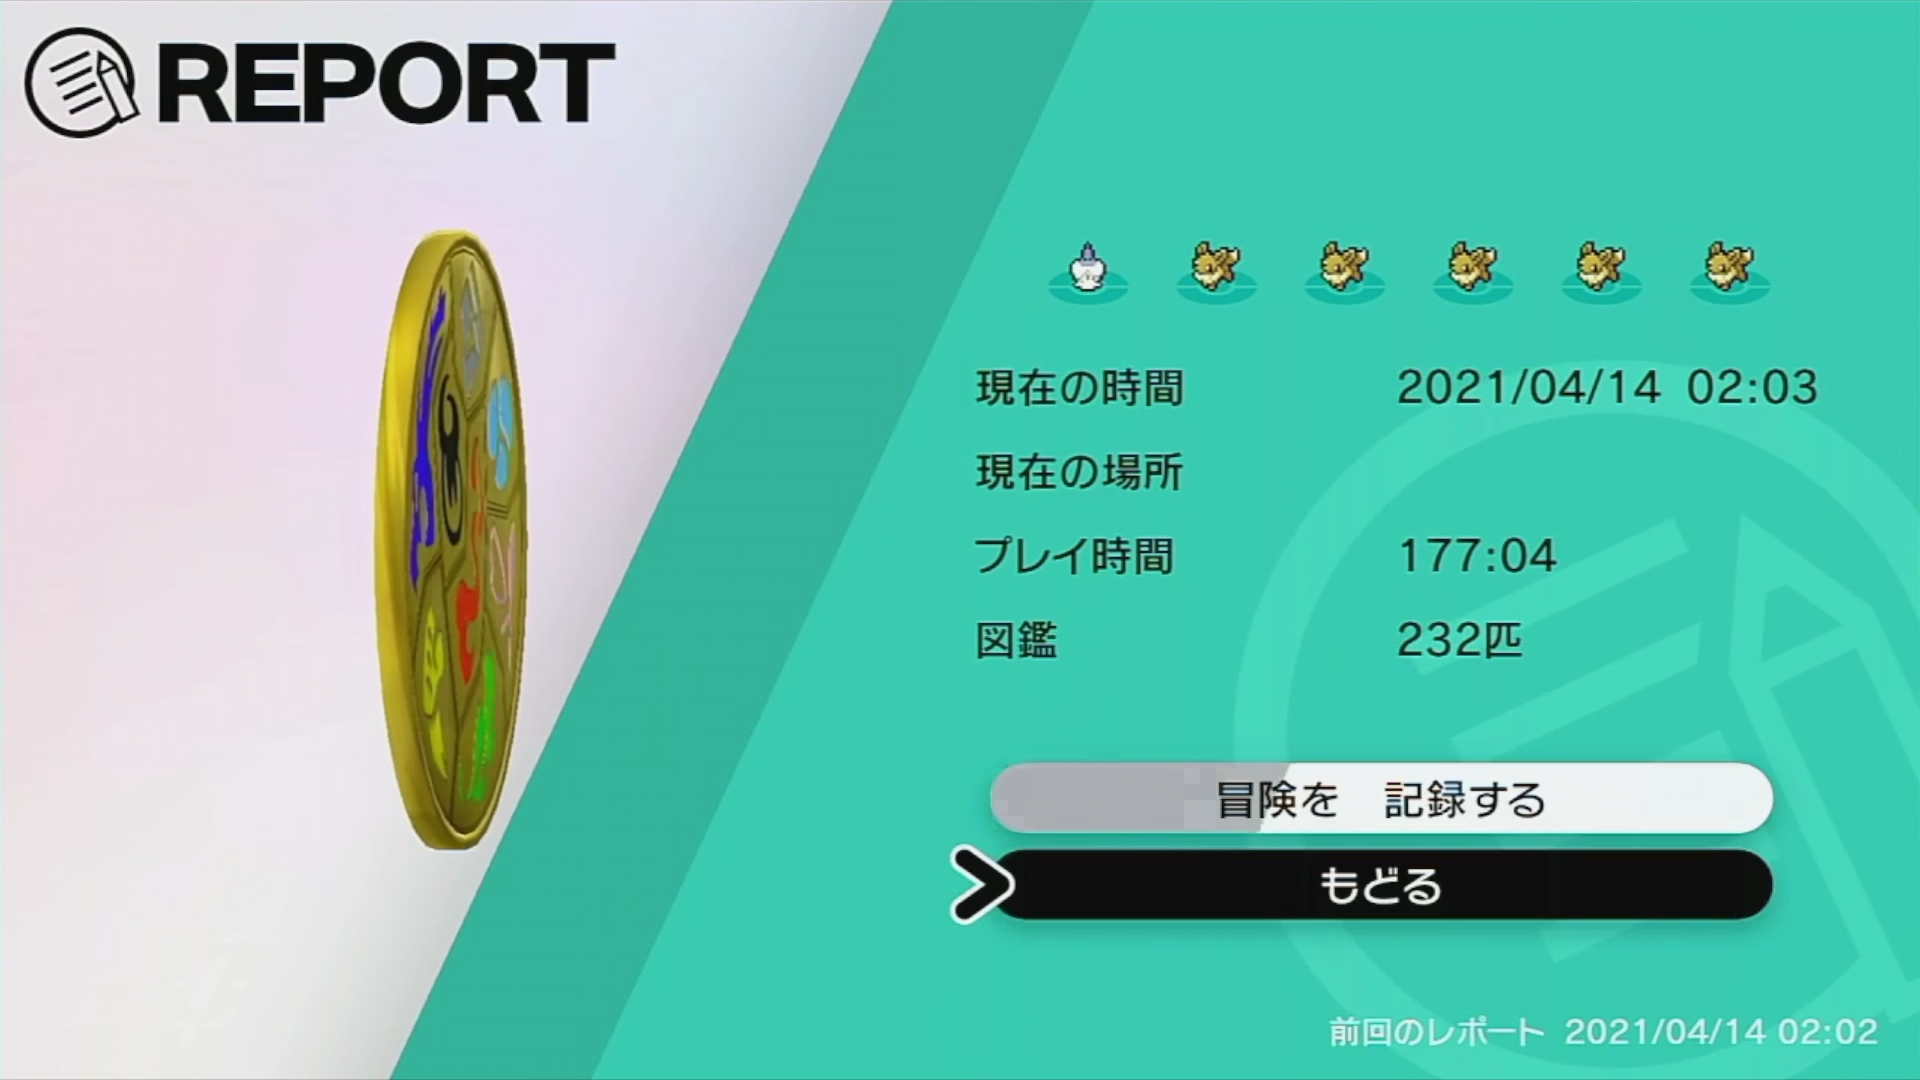 REPORT
現在の時間 2021/04/14 02:03
現在の場所
プレイ時間 177:04
図鑑 232匹
冒険を 記録する
もどる
前回のレポート 2021/04/14 02:02